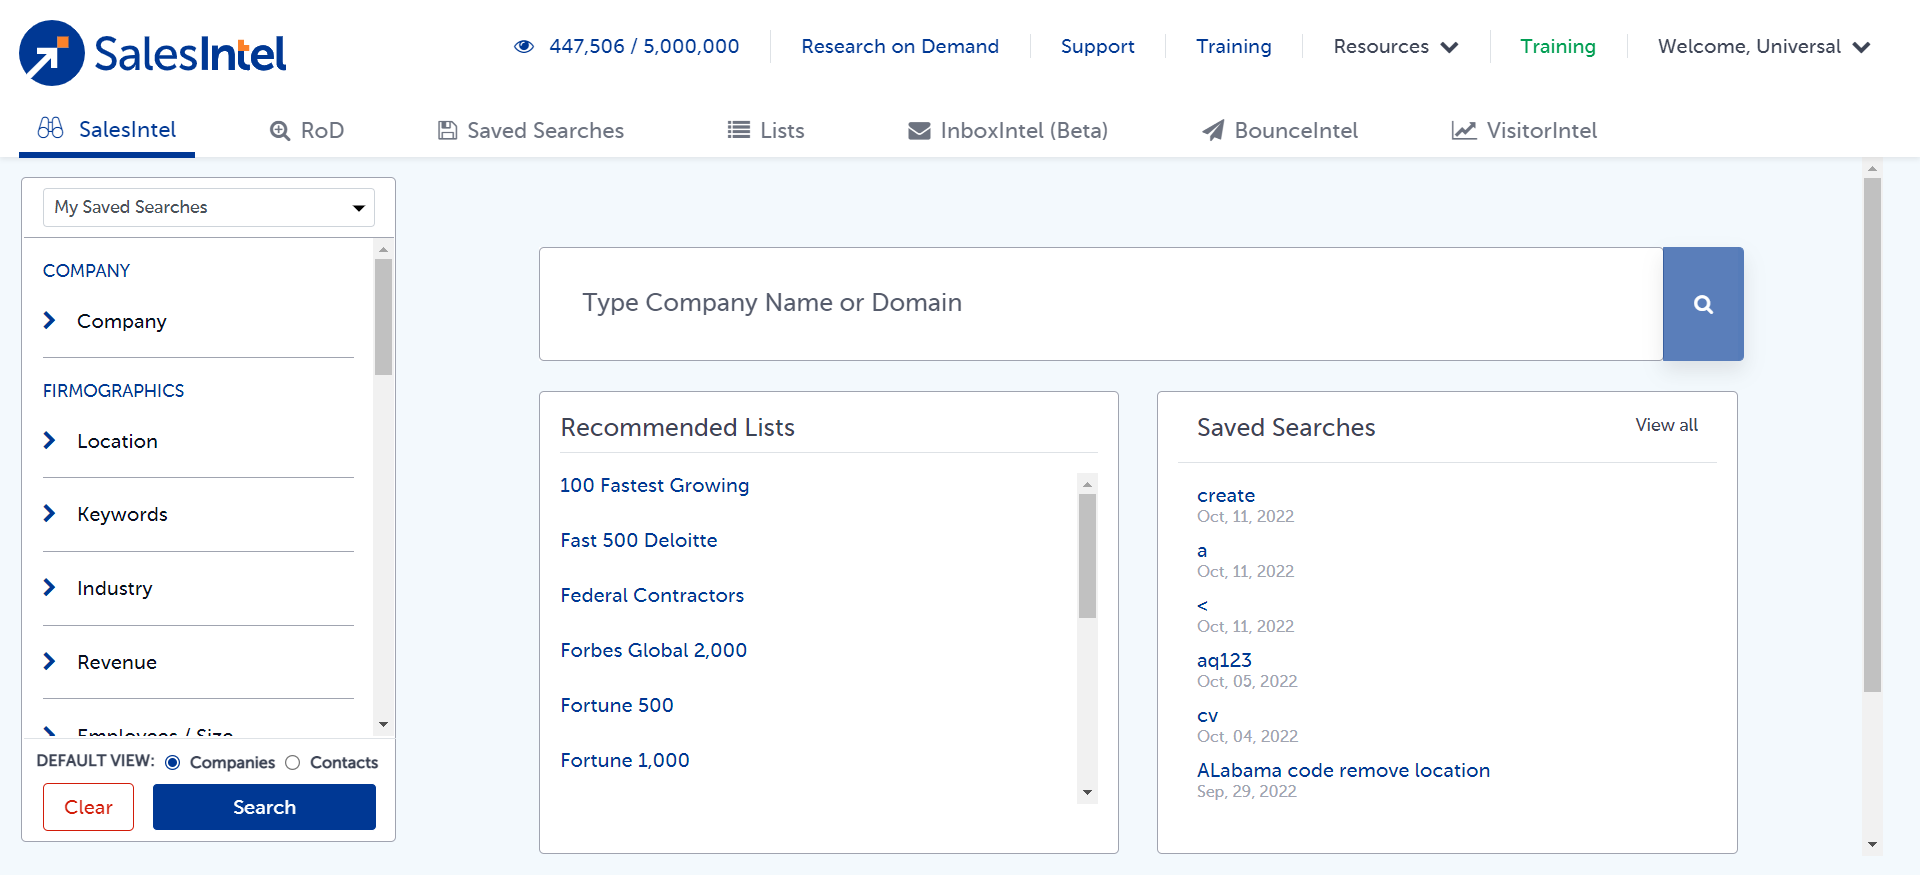 SalesIntel
447,506 / 5,000,000
Research on Demand
Support
Training
Resources
Training
Welcome, Universal
SalesIntel
RoD
Saved Searches
Lists
InboxIntel (Beta)
BounceIntel
VisitorIntel
My Saved Searches
COMPANY
Company
FIRMOGRAPHICS
Location
Keywords
Industry
Revenue
Employees / Size
DEFAULT VIEW: Companies Contacts
Clear
Search
Type Company Name or Domain
Recommended Lists
100 Fastest Growing
Fast 500 Deloitte
Federal Contractors
Forbes Global 2,000
Fortune 500
Fortune 1,000
Saved Searches
View all
create
Oct, 11, 2022
a
Oct, 11, 2022
<
Oct, 11, 2022
aq123
Oct, 05, 2022
cv
Oct, 04, 2022
ALabama code remove location
Sep, 29, 2022